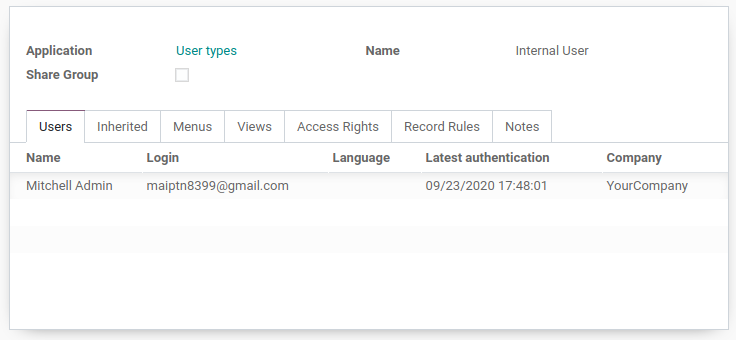 Application User types Name Internal User
Share Group
Users Inherited Menus Views Access Rights Record Rules Notes
Name Login Language Latest authentication Company
Mitchell Admin maiptn8399@gmail.com 09/23/2020 17:48:01 YourCompany